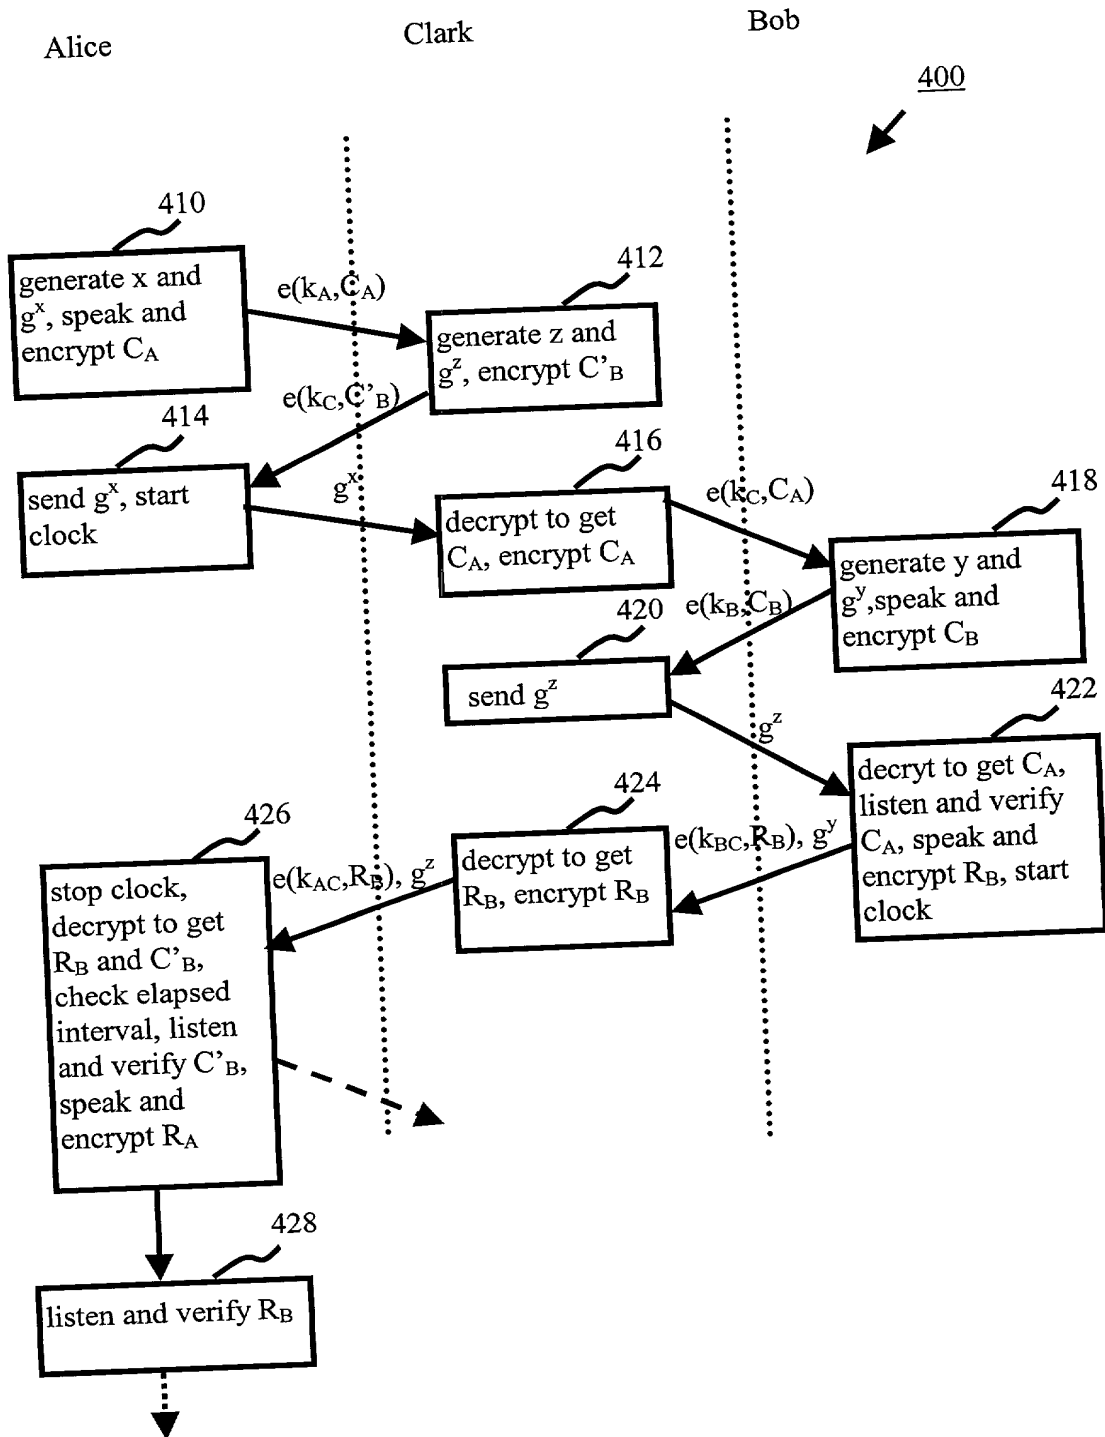 Alice
Clark
Bob
400
410
generate x and
g^x, speak and
encrypt C_A
e(k_A,C_A)
412
generate z and
g^z, encrypt C'_B
e(k_C,C'_B)
414
send g^x, start
clock
g^x
416
decrypt to get
C_A, encrypt C_A
e(k_C,C_A)
418
generate y and
g^y,speak and
encrypt C_B
e(k_B,C_B)
420
send g^z
g^z
422
decryt to get C_A,
listen and verify
C_A, speak and
encrypt R_B, start
clock
e(k_BC,R_B), g^y
424
decrypt to get
R_B, encrypt R_B
e(k_AC,R_B), g^z
426
stop clock,
decrypt to get
R_B and C'_B,
check elapsed
interval, listen
and verify C'_B,
speak and
encrypt R_A
428
listen and verify R_B